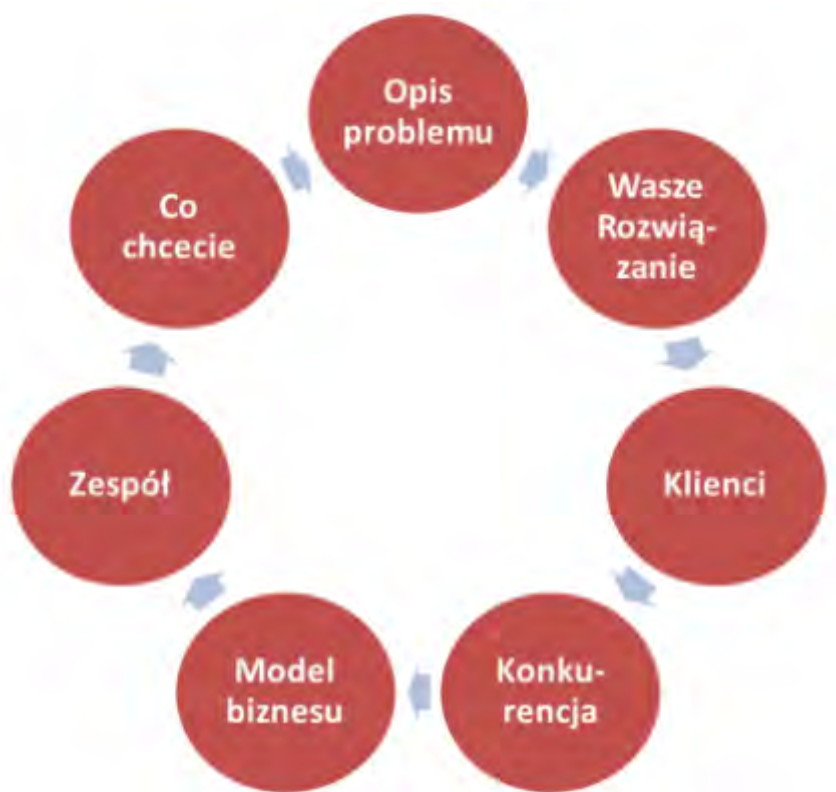 Opis
problemu
Wasze
Rozwią-
zanie
Klienci
Konku-
rencja
Model
biznesu
Zespół
Co
chcecie